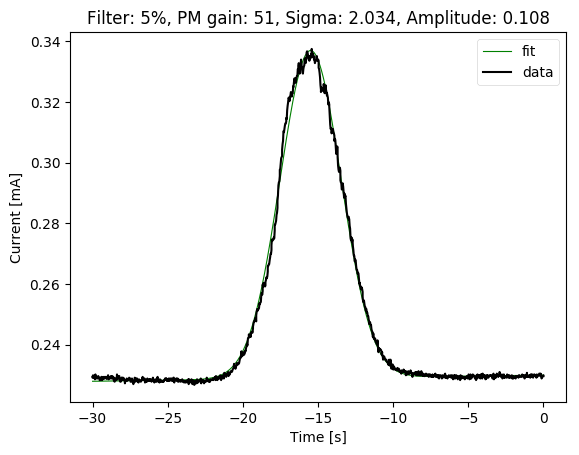 Filter: 5%, PM gain: 51, Sigma: 2.034, Amplitude: 0.108
fit
data
0.34
0.32
0.30
0.28
0.26
0.24
Current [mA]
−30
−25
−20
−15
−10
−5
0
Time [s]